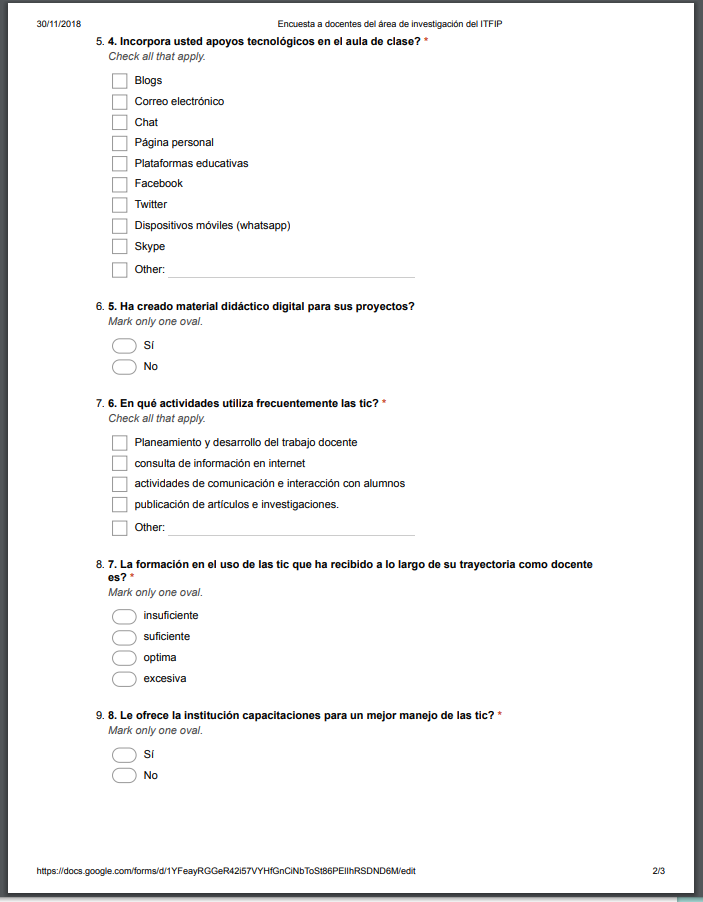 30/11/2018 Encuesta a docentes del área de investigación del ITFIP
5. 4. Incorpora usted apoyos tecnológicos en el aula de clase? *
Check all that apply.
Blogs
Correo electrónico
Chat
Página personal
Plataformas educativas
Facebook
Twitter
Dispositivos móviles (whatsapp)
Skype
Other:
6. 5. Ha creado material didáctico digital para sus proyectos?
Mark only one oval.
Sí
No
7. 6. En qué actividades utiliza frecuentemente las tic? *
Check all that apply.
Planeamiento y desarrollo del trabajo docente
consulta de información en internet
actividades de comunicación e interacción con alumnos
publicación de artículos e investigaciones.
Other:
8. 7. La formación en el uso de las tic que ha recibido a lo largo de su trayectoria como docente
es? *
Mark only one oval.
insuficiente
suficiente
optima
excesiva
9. 8. Le ofrece la institución capacitaciones para un mejor manejo de las tic? *
Mark only one oval.
Sí
No
https://docs.google.com/forms/d/1YFeayRGGeR42i57VYHfGnCiNbToSt86PEIlhRSDND6M/edit 2/3